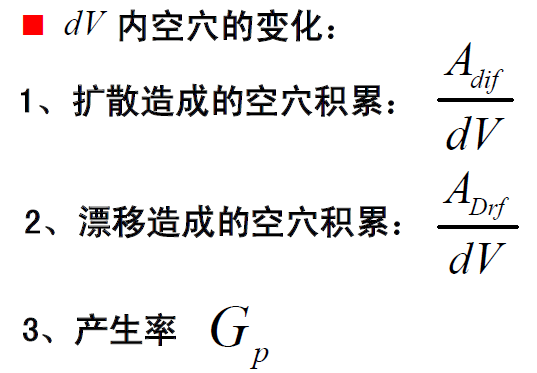 ■ dV 内空穴的变化：
1、扩散造成的空穴积累： A_dif / dV
2、漂移造成的空穴积累： A_Drf / dV
3、产生率 G_p